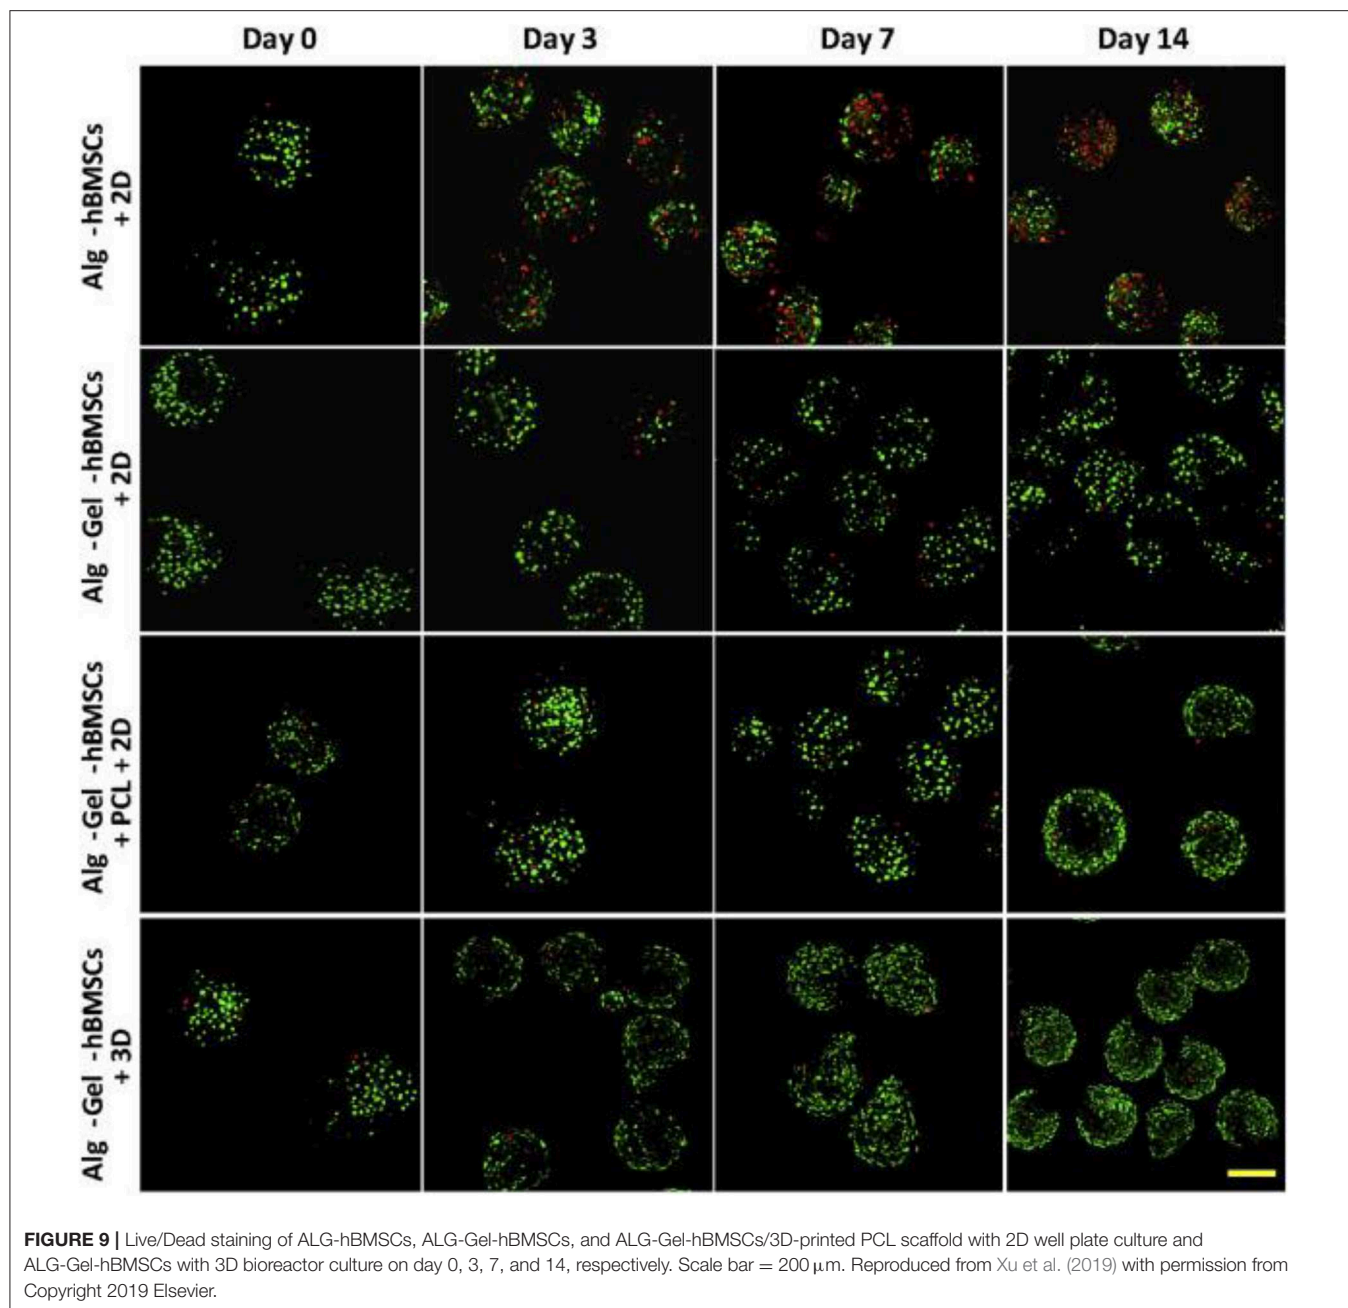 Day 0 Day 3 Day 7 Day 14
Alg -hBMSCs
+ 2D
Alg -Gel -hBMSCs
+ 2D
Alg -Gel -hBMSCs
+ PCL + 2D
Alg -Gel -hBMSCs
+ 3D
FIGURE 9 | Live/Dead staining of ALG-hBMSCs, ALG-Gel-hBMSCs, and ALG-Gel-hBMSCs/3D-printed PCL scaffold with 2D well plate culture and
ALG-Gel-hBMSCs with 3D bioreactor culture on day 0, 3, 7, and 14, respectively. Scale bar = 200 μm. Reproduced from Xu et al. (2019) with permission from
Copyright 2019 Elsevier.